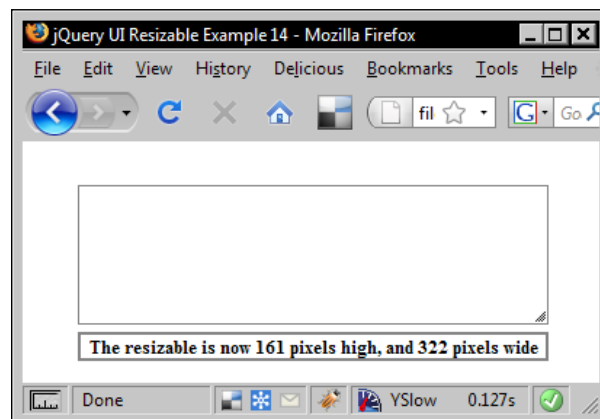 jQuery UI Resizable Example 14 - Mozilla Firefox
File Edit View History Delicious Bookmarks Tools Help
fil G Go
The resizable is now 161 pixels high, and 322 pixels wide
Done YSlow 0.127s